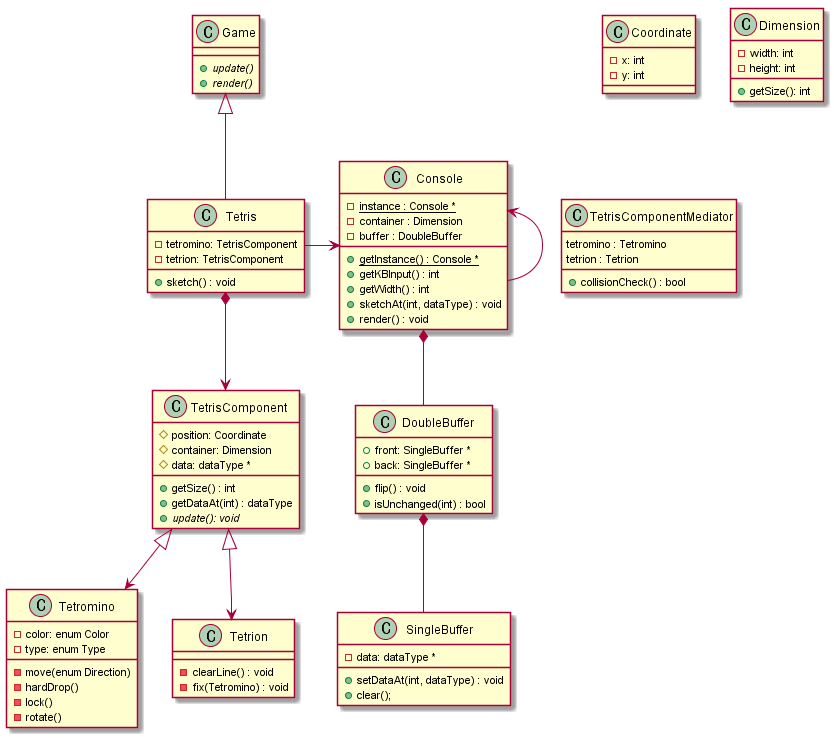 C Game
update()
render()
C Coordinate
x: int
y: int
C Dimension
width: int
height: int
getSize(): int
C Tetris
tetromino: TetrisComponent
tetrion: TetrisComponent
sketch() : void
C Console
instance : Console *
container : Dimension
buffer : DoubleBuffer
getInstance() : Console *
getKBInput() : int
getWidth() : int
sketchAt(int, dataType) : void
render() : void
C TetrisComponentMediator
tetromino : Tetromino
tetrion : Tetrion
collisionCheck() : bool
C TetrisComponent
position: Coordinate
container: Dimension
data: dataType *
getSize() : int
getDataAt(int) : dataType
update(): void
C DoubleBuffer
front: SingleBuffer *
back: SingleBuffer *
flip() : void
isUnchanged(int) : bool
C Tetromino
color: enum Color
type: enum Type
move(enum Direction)
hardDrop()
lock()
rotate()
C Tetrion
clearLine() : void
fix(Tetromino) : void
C SingleBuffer
data: dataType *
setDataAt(int, dataType) : void
clear();